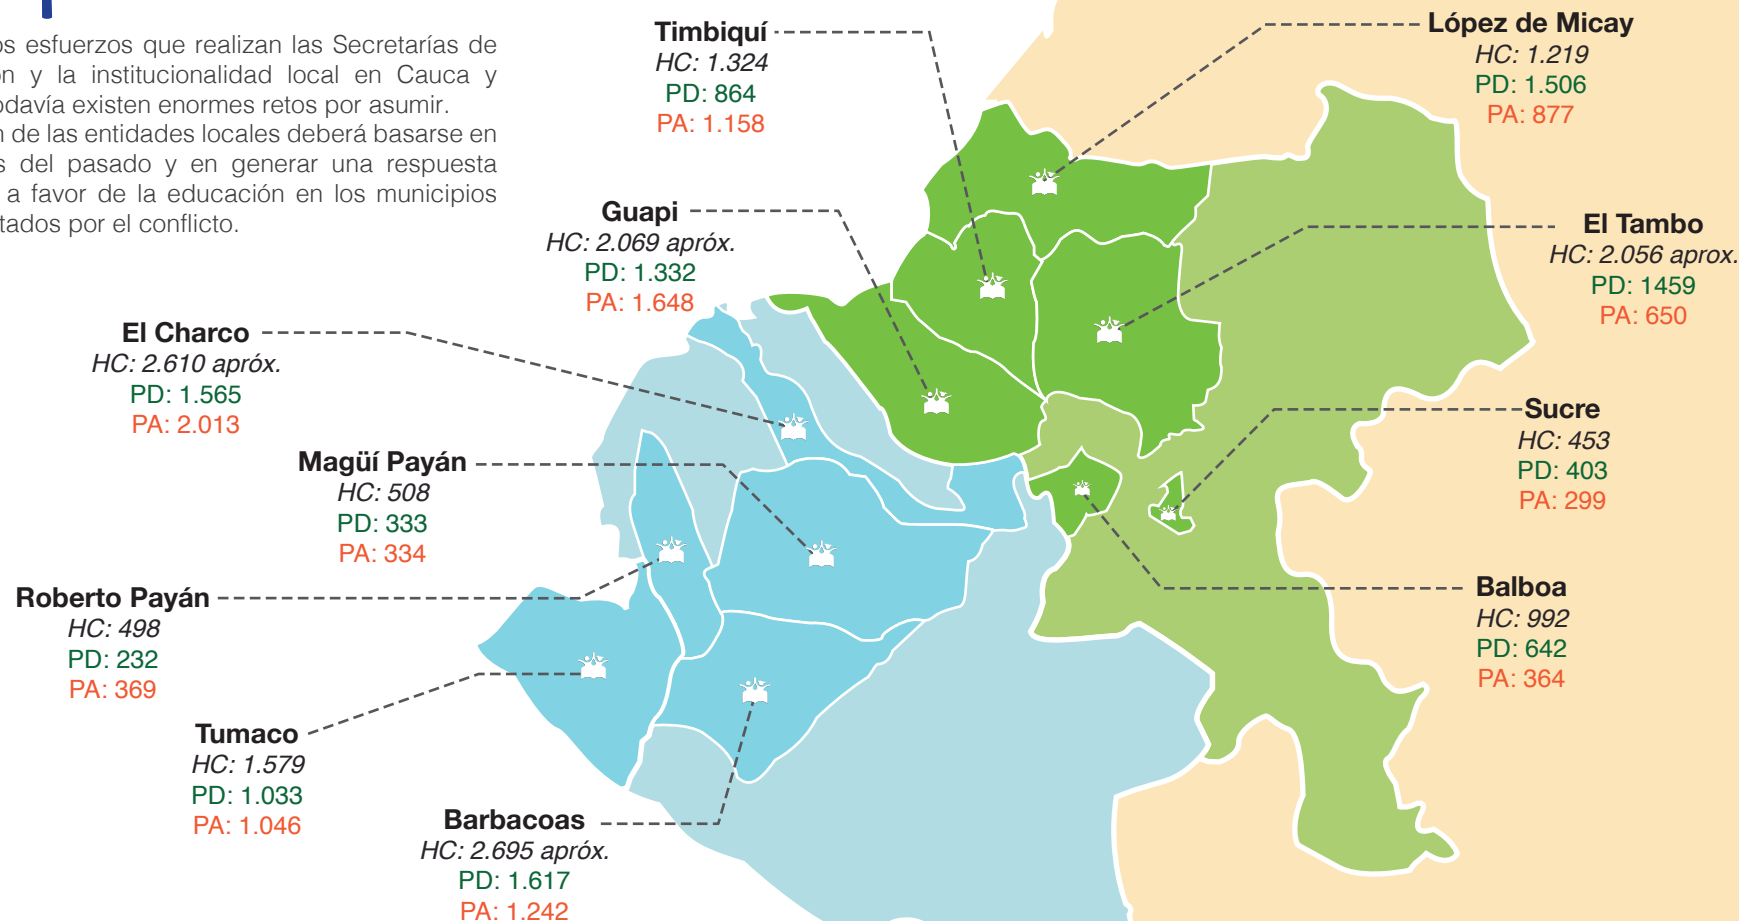 os esfuerzos que realizan las Secretarías de
y la institucionalidad local en Cauca y
odavía existen enormes retos por asumir.
de las entidades locales deberá basarse en
del pasado y en generar una respuesta
a favor de la educación en los municipios
tados por el conflicto.
Timbiquí
HC: 1.324
PD: 864
PA: 1.158
López de Micay
HC: 1.219
PD: 1.506
PA: 877
Guapi
HC: 2.069 apróx.
PD: 1.332
PA: 1.648
El Tambo
HC: 2.056 aprox.
PD: 1459
PA: 650
El Charco
HC: 2.610 apróx.
PD: 1.565
PA: 2.013
Sucre
HC: 453
PD: 403
PA: 299
Magüí Payán
HC: 508
PD: 333
PA: 334
Roberto Payán
HC: 498
PD: 232
PA: 369
Balboa
HC: 992
PD: 642
PA: 364
Tumaco
HC: 1.579
PD: 1.033
PA: 1.046
Barbacoas
HC: 2.695 apróx.
PD: 1.617
PA: 1.242